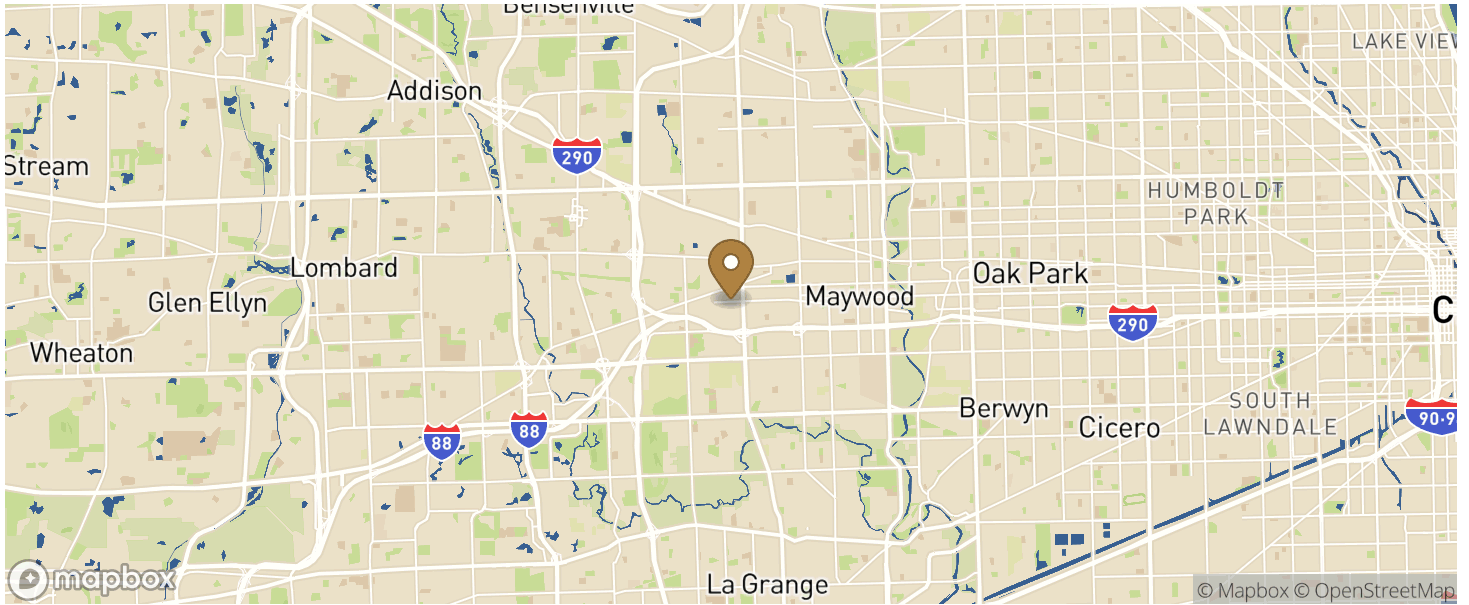 Bensenville
LAKE VIEW
Addison
290
Stream
HUMBOLDT
PARK
Lombard
Oak Park
Glen Ellyn
Maywood
C
290
Wheaton
Berwyn
SOUTH
LAWNDALE
90-9
Cicero
88
88
La Grange
mapbox
© Mapbox © OpenStreetMap